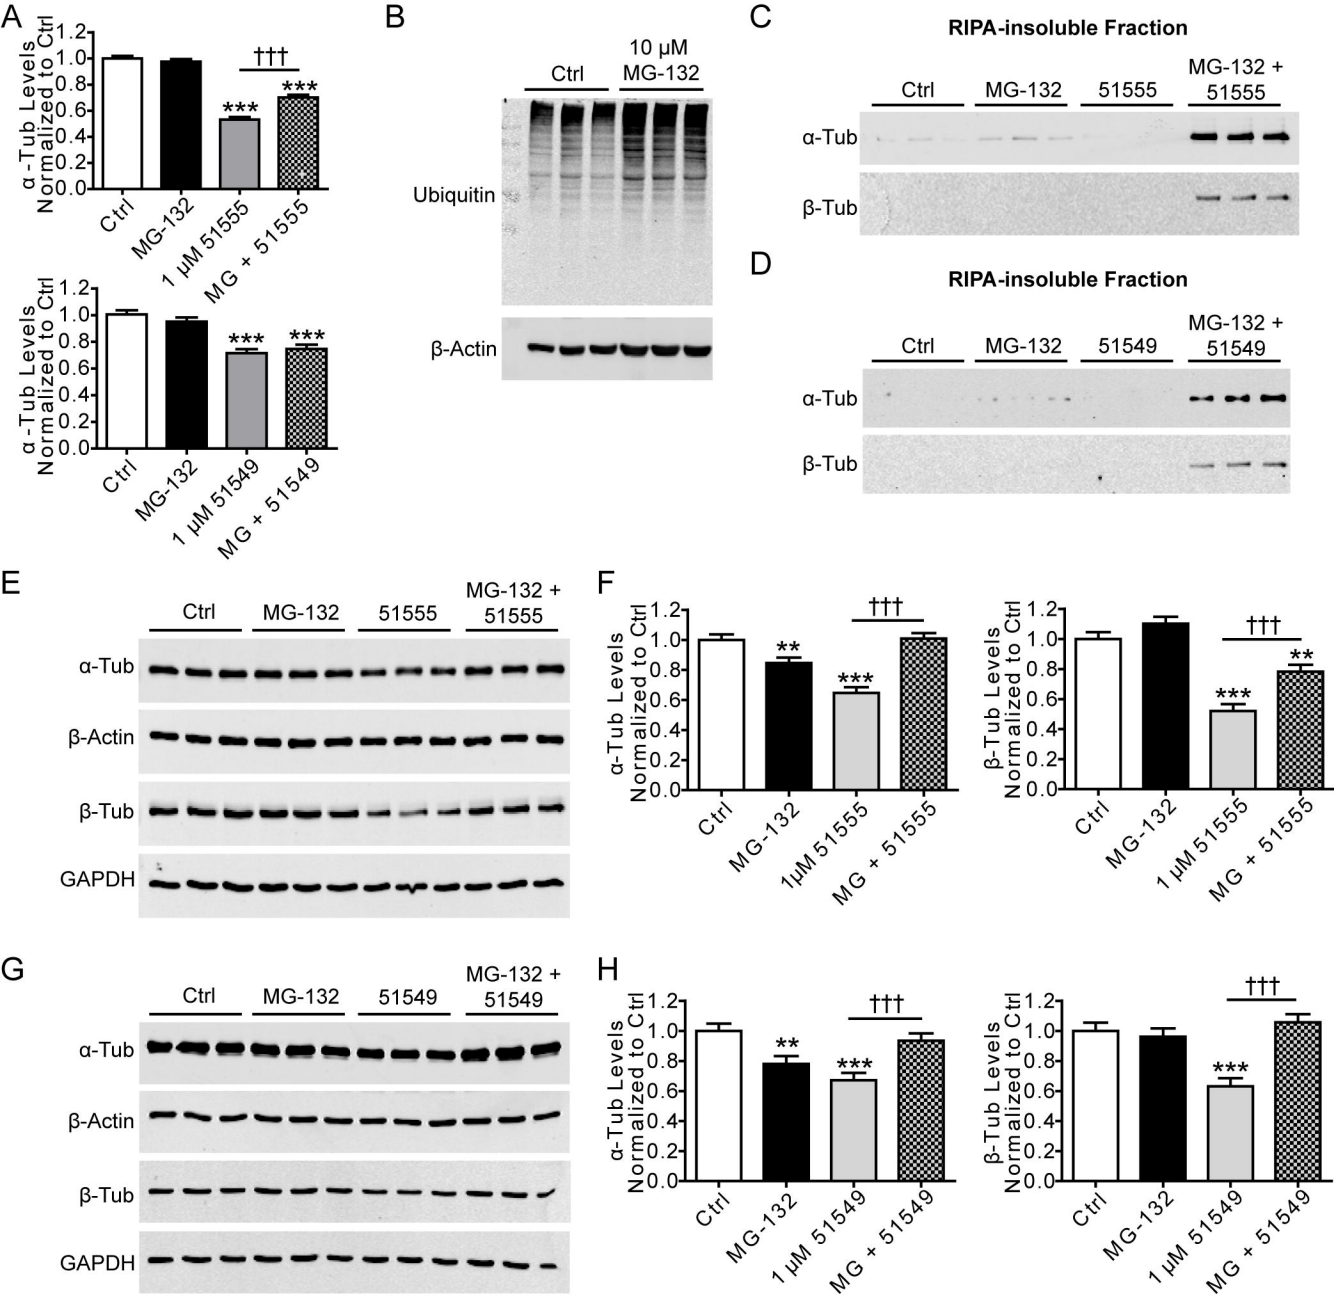 A
α-Tub Levels
Normalized to Ctrl
1.2
1.0
0.8
0.6
0.4
0.2
0.0
***
†††
***
Ctrl
MG-132
1 µM 51555
MG + 51555
α-Tub Levels
Normalized to Ctrl
1.2
1.0
0.8
0.6
0.4
0.2
0.0
***
***
Ctrl
MG-132
1 µM 51549
MG + 51549
B
Ctrl
10 µM
MG-132
Ubiquitin
β-Actin
C
RIPA-insoluble Fraction
Ctrl
MG-132
51555
MG-132 +
51555
α-Tub
β-Tub
D
RIPA-insoluble Fraction
Ctrl
MG-132
51549
MG-132 +
51549
α-Tub
β-Tub
E
Ctrl
MG-132
51555
MG-132 +
51555
α-Tub
β-Actin
β-Tub
GAPDH
F
α-Tub Levels
Normalized to Ctrl
1.2
1.0
0.8
0.6
0.4
0.2
0.0
**
***
†††
Ctrl
MG-132
1µM 51555
MG + 51555
β-Tub Levels
Normalized to Ctrl
1.2
1.0
0.8
0.6
0.4
0.2
0.0
***
†††
**
Ctrl
MG-132
1 µM 51555
MG + 51555
G
Ctrl
MG-132
51549
MG-132 +
51549
α-Tub
β-Actin
β-Tub
GAPDH
H
α-Tub Levels
Normalized to Ctrl
1.2
1.0
0.8
0.6
0.4
0.2
0.0
**
***
†††
Ctrl
MG-132
1 µM 51549
MG + 51549
β-Tub Levels
Normalized to Ctrl
1.2
1.0
0.8
0.6
0.4
0.2
0.0
***
†††
Ctrl
MG-132
1 µM 51549
MG + 51549